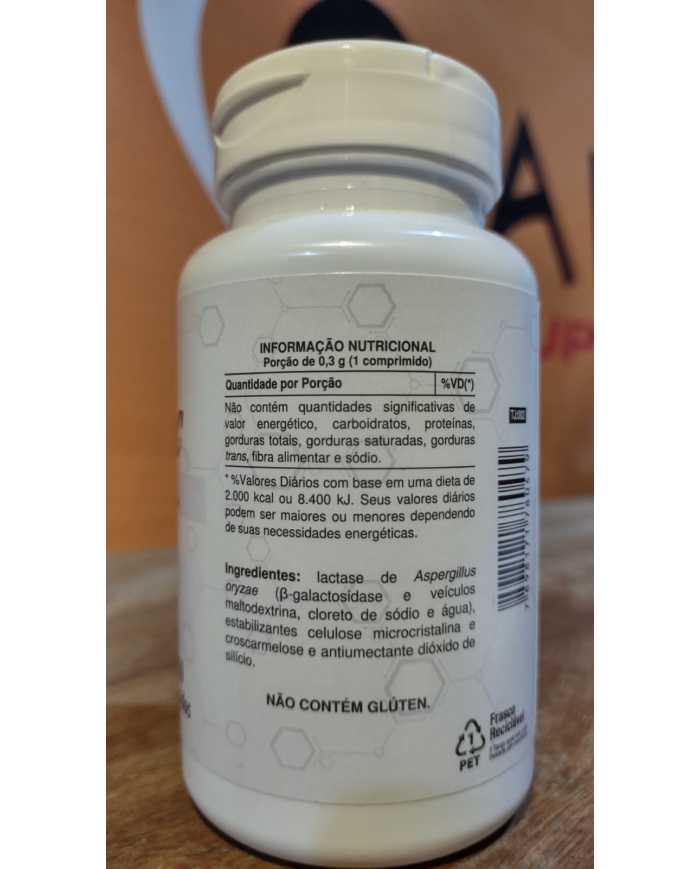 INFORMAÇÃO NUTRICIONAL
Porção de 0,3 g (1 comprimido)
Quantidade por Porção %VD(*)
Não contém quantidades significativas de
valor energético, carboidratos, proteínas,
gorduras totais, gorduras saturadas, gorduras
trans, fibra alimentar e sódio.
* %Valores Diários com base em uma dieta de
2.000 kcal ou 8.400 kJ. Seus valores diários
podem ser maiores ou menores dependendo
de suas necessidades energéticas.
Ingredientes: lactase de Aspergillus
oryzae (β-galactosidase e veículos
maltodextrina, cloreto de sódio e água),
estabilizantes celulose microcristalina e
croscarmelose e antiumectante dióxido de
silício.
NÃO CONTÉM GLÚTEN.
1
PET
Frasco
Reciclável
A
UP